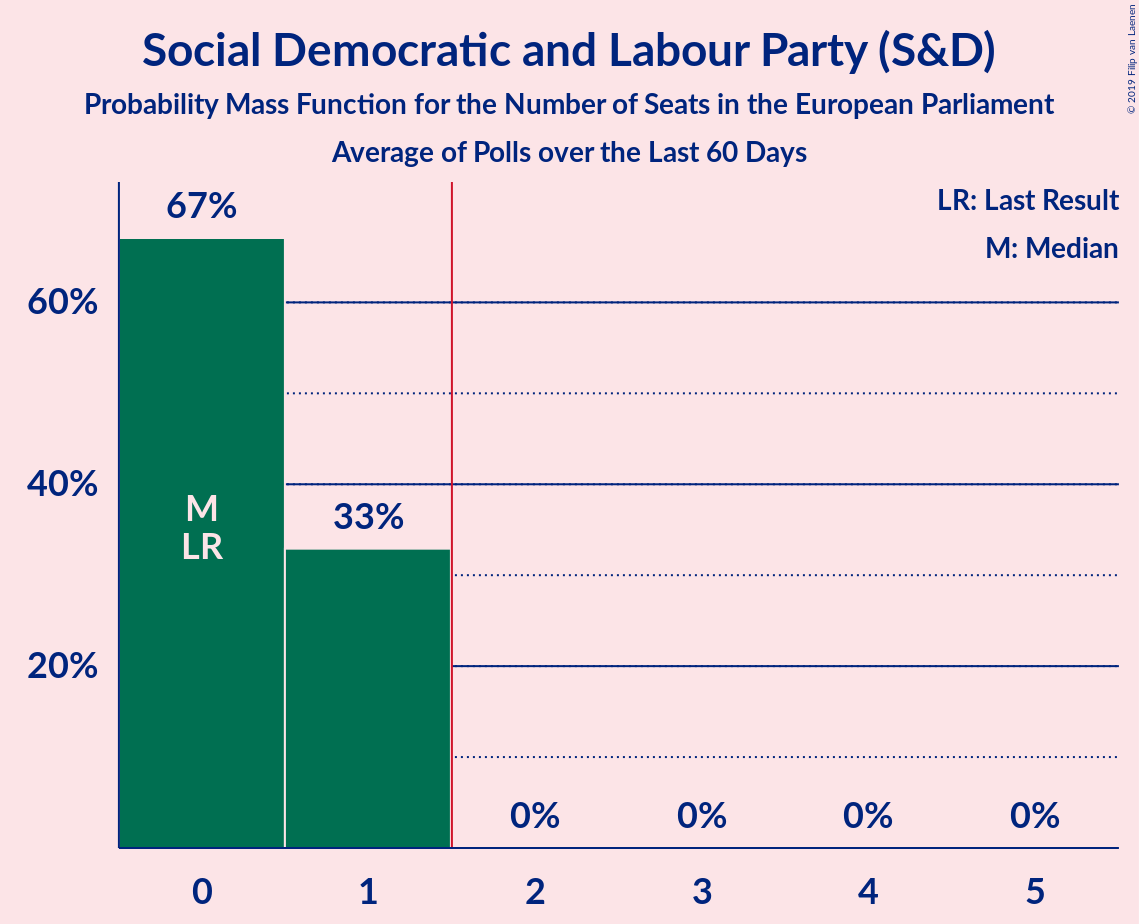 Social Democratic and Labour Party (S&D)
Probability Mass Function for the Number of Seats in the European Parliament
Average of Polls over the Last 60 Days
© 2019 Filip van Laenen
LR: Last Result
M: Median
67%
60%
40%
M
LR
33%
20%
0% 0% 0% 0%
0 1 2 3 4 5